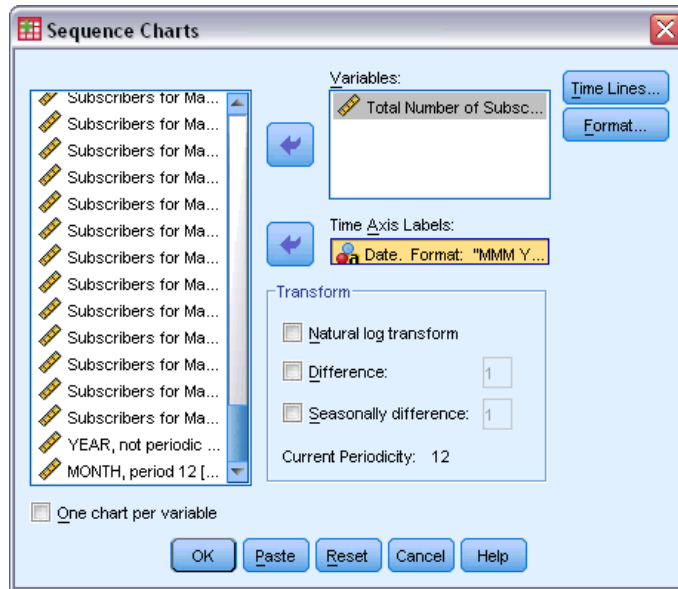 Sequence Charts
Subscribers for Ma...
Subscribers for Ma...
Subscribers for Ma...
Subscribers for Ma...
Subscribers for Ma...
Subscribers for Ma...
Subscribers for Ma...
Subscribers for Ma...
Subscribers for Ma...
Subscribers for Ma...
Subscribers for Ma...
Subscribers for Ma...
Subscribers for Ma...
YEAR, not periodic ...
MONTH, period 12 [...
One chart per variable
Variables:
Total Number of Subsc...
Time Axis Labels:
Date. Format: "MMM Y...
Transform
Natural log transform
Difference: 1
Seasonally difference: 1
Current Periodicity: 12
Time Lines...
Format...
OK
Paste
Reset
Cancel
Help